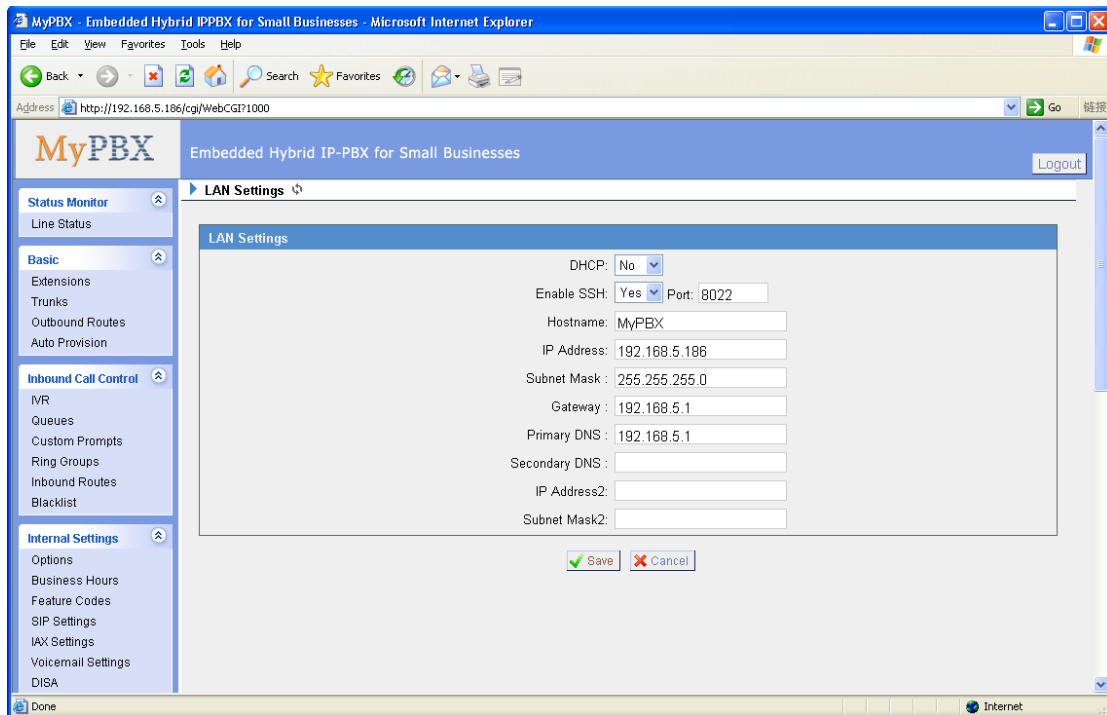 MyPBX - Embedded Hybrid IPPBX for Small Businesses - Microsoft Internet Explorer
File Edit View Favorites Tools Help
Back Search Favorites
Address http://192.168.5.186/cgi/WebCGI?1000 Go 链接
MyPBX
Embedded Hybrid IP-PBX for Small Businesses
Logout
Status Monitor
Line Status
Basic
Extensions
Trunks
Outbound Routes
Auto Provision
Inbound Call Control
IVR
Queues
Custom Prompts
Ring Groups
Inbound Routes
Blacklist
Internal Settings
Options
Business Hours
Feature Codes
SIP Settings
IAX Settings
Voicemail Settings
DISA
LAN Settings
LAN Settings
DHCP: No
Enable SSH: Yes Port: 8022
Hostname: MyPBX
IP Address: 192.168.5.186
Subnet Mask : 255.255.255.0
Gateway : 192.168.5.1
Primary DNS : 192.168.5.1
Secondary DNS :
IP Address2:
Subnet Mask2:
Save Cancel
Done Internet